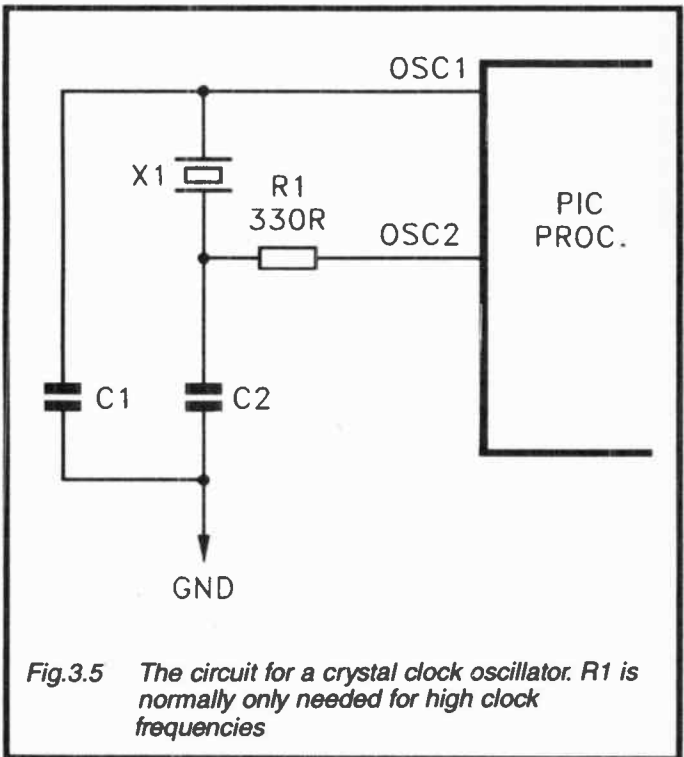 OSC1
X1
R1
330R
OSC2
PIC
PROC.
C1
C2
GND
Fig.3.5 The circuit for a crystal clock oscillator. R1 is
normally only needed for high clock
frequencies